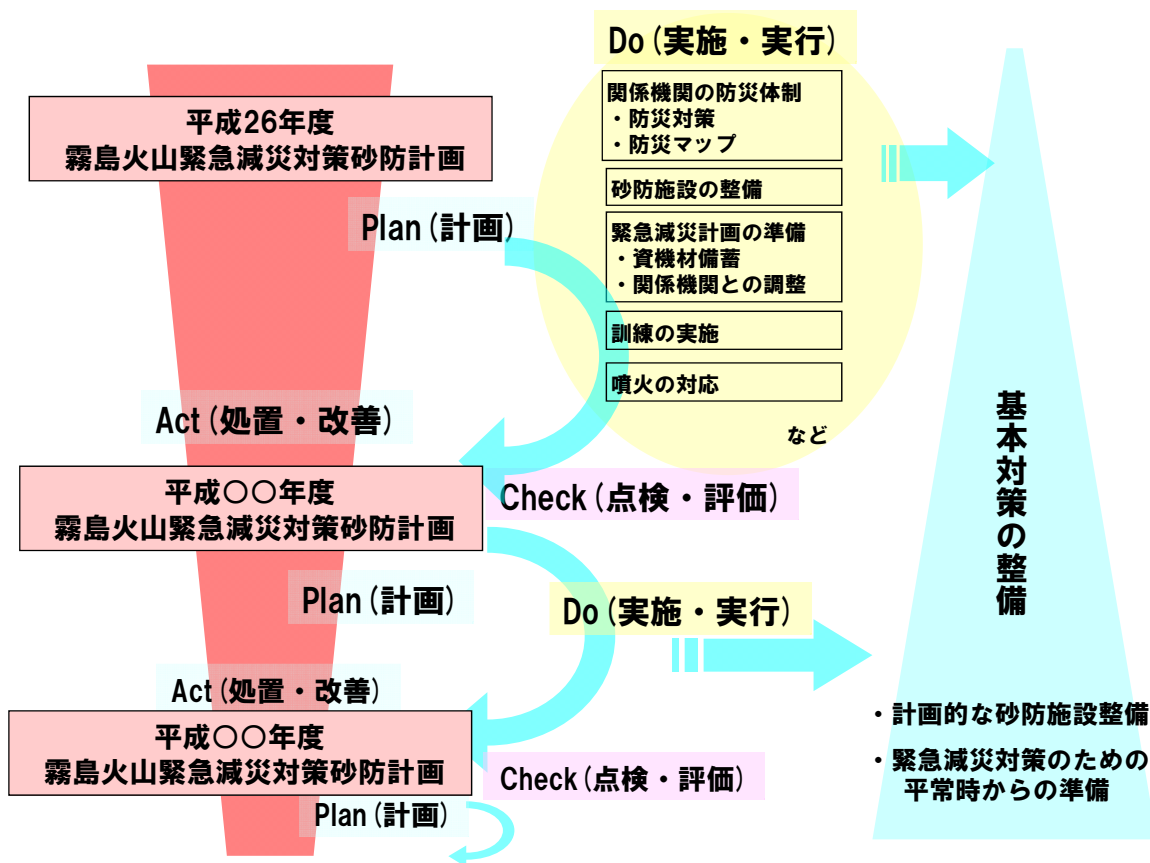 Do(実施・実行)
関係機関の防災体制
・防災対策
・防災マップ
砂防施設の整備
緊急減災計画の準備
・資機材備蓄
・関係機関との調整
訓練の実施
噴火の対応
など
平成26年度
霧島火山緊急減災対策砂防計画
Plan(計画)
Act(処置・改善)
平成〇〇年度
霧島火山緊急減災対策砂防計画
Check(点検・評価)
Plan(計画)
Do(実施・実行)
Act(処置・改善)
平成〇〇年度
霧島火山緊急減災対策砂防計画
Check(点検・評価)
Plan(計画)
基本対策の整備
・計画的な砂防施設整備
・緊急減災対策のための
平常時からの準備